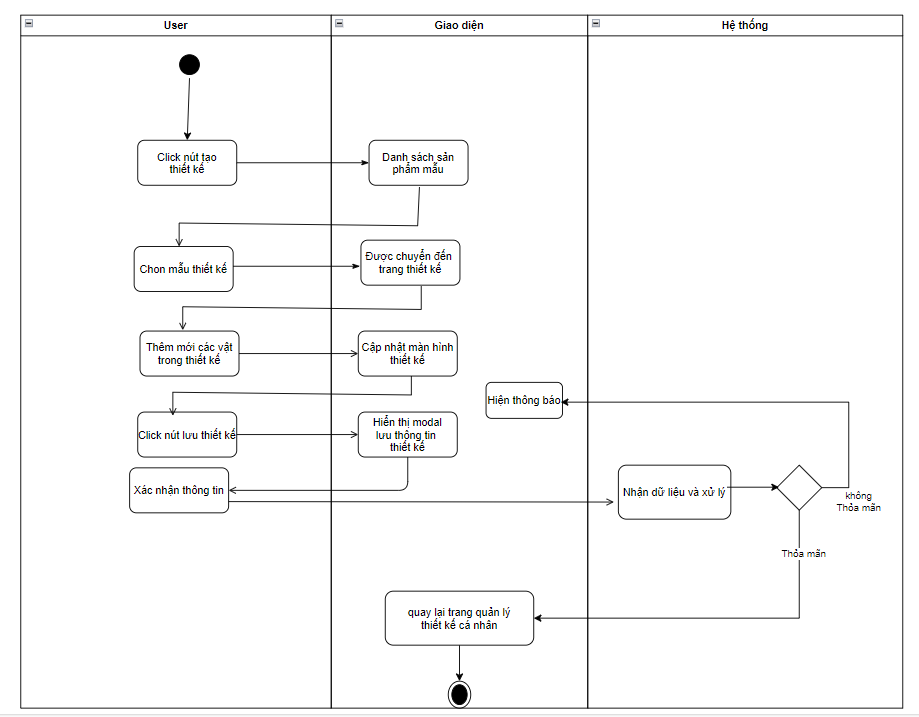 User
Giao diện
Hệ thống
Click nút tạo
thiết kế
Danh sách sản
phẩm mẫu
Chon mẫu thiết kế
Được chuyển đến
trang thiết kế
Thêm mới các vật
trong thiết kế
Cập nhật màn hình
thiết kế
Hiện thông báo
Click nút lưu thiết kế
Hiển thị modal
lưu thông tin
thiết kế
Xác nhận thông tin
Nhận dữ liệu và xử lý
không
Thỏa mãn
Thỏa mãn
quay lại trang quản lý
thiết kế cá nhân